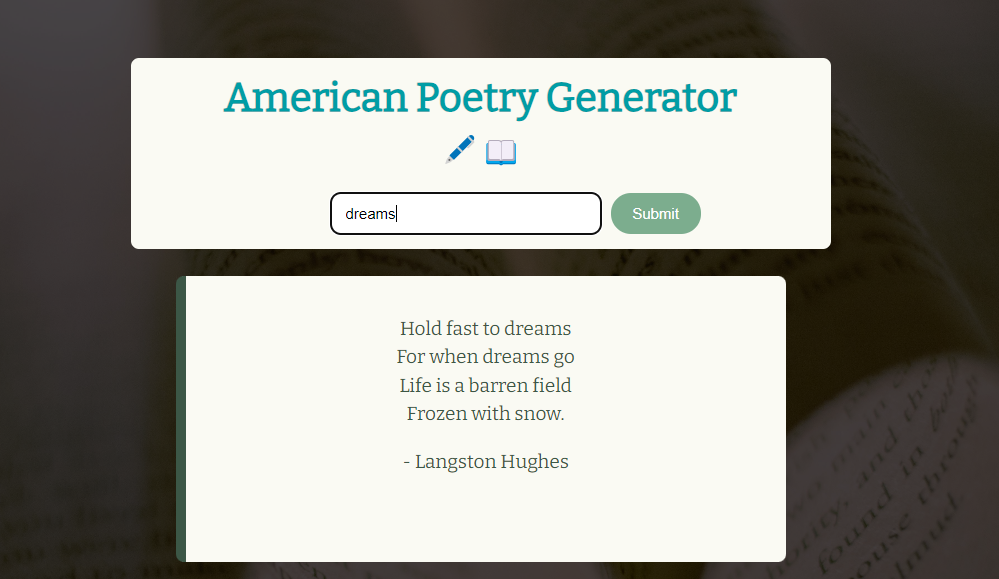 American Poetry Generator
dreams
Submit
Hold fast to dreams
For when dreams go
Life is a barren field
Frozen with snow.
- Langston Hughes